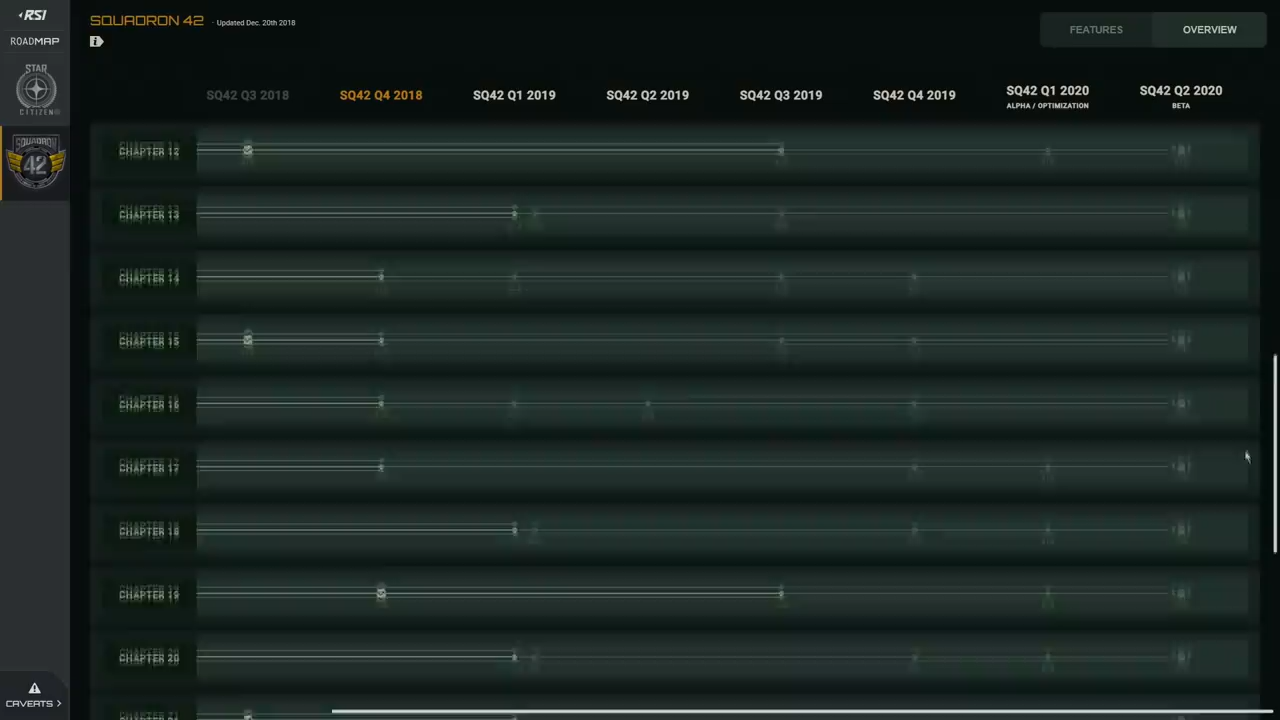 RSI
ROADMAP
STAR
CITIZEN
SQUADRON
42
CAVEATS
SQUADRON 42 - Updated Dec. 20th 2018
i
FEATURES OVERVIEW
SQ42 Q3 2018 SQ42 Q4 2018 SQ42 Q1 2019 SQ42 Q2 2019 SQ42 Q3 2019 SQ42 Q4 2019 SQ42 Q1 2020 SQ42 Q2 2020
ALPHA / OPTIMIZATION BETA
CHAPTER 12
CHAPTER 13
CHAPTER 14
CHAPTER 15
CHAPTER 16
CHAPTER 17
CHAPTER 18
CHAPTER 19
CHAPTER 20